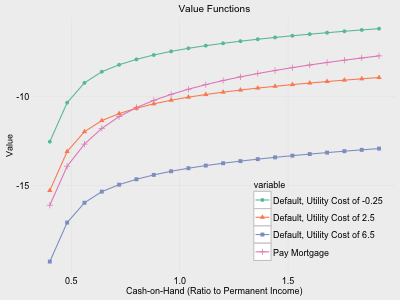 Value Functions
-10
-15
Value
0.5
1.0
1.5
Cash-on-Hand (Ratio to Permanent Income)
variable
Default, Utility Cost of -0.25
Default, Utility Cost of 2.5
Default, Utility Cost of 6.5
Pay Mortgage